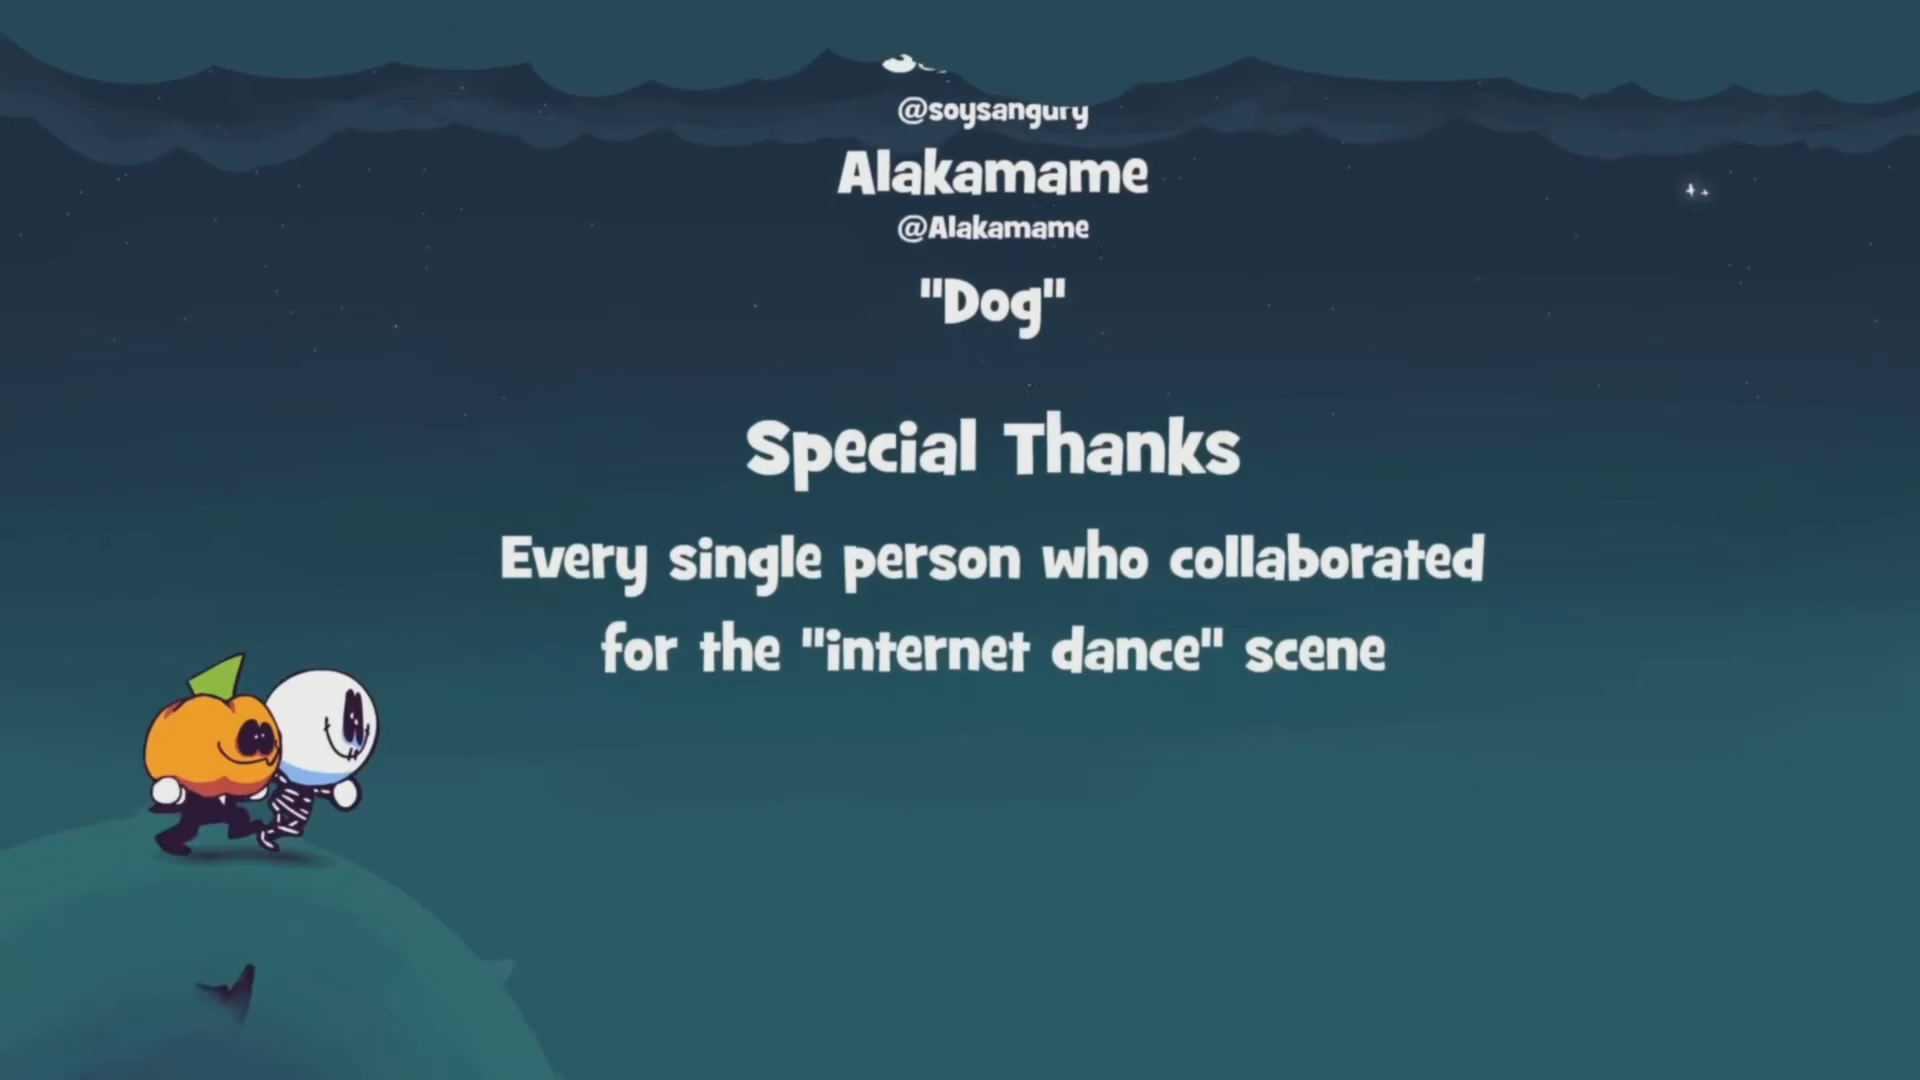 @soysangury
Alakamame
@Alakamame
"Dog"
Special Thanks
Every single person who collaborated
for the "internet dance" scene